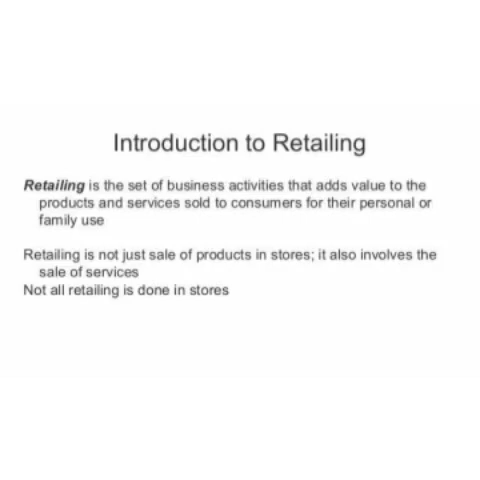 Introduction to Retailing
Retailing is the set of business activities that adds value to the
products and services sold to consumers for their personal or
family use
Retailing is not just sale of products in stores; it also involves the
sale of services
Not all retailing is done in stores